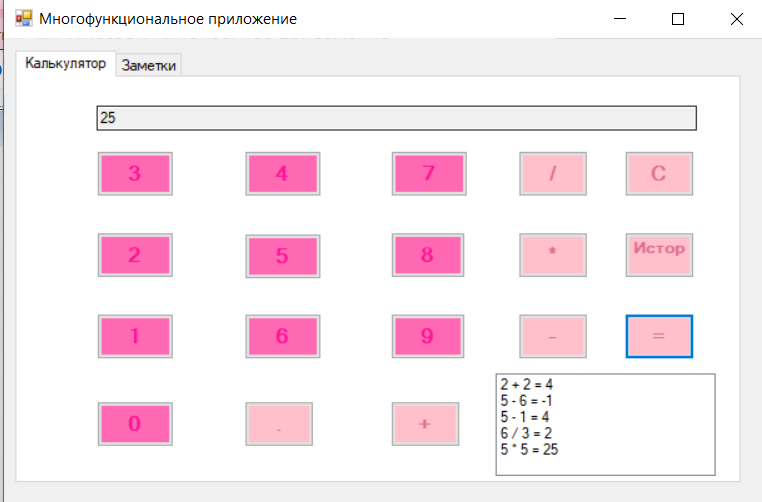 Многофункциональное приложение
Калькулятор Заметки
25
3 4 7 / C
2 5 8 * Истор
1 6 9 - =
0 . +
2 + 2 = 4
5 - 6 = -1
5 - 1 = 4
6 / 3 = 2
5 * 5 = 25